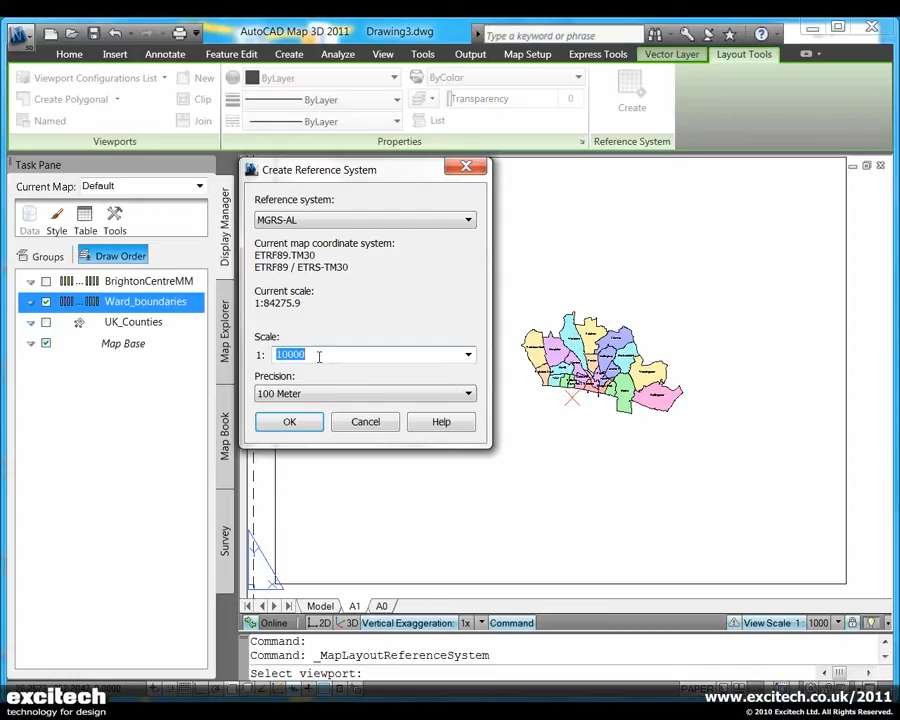 AutoCAD Map 3D 2011 Drawing3.dwg
Type a keyword or phrase
Home Insert Annotate Feature Edit Create Analyze View Tools Output Map Setup Express Tools Vector Layer Layout Tools
Viewport Configurations List New
Create Polygonal Clip
Named Join
Viewports
ByLayer ByColor
ByLayer Transparency 0
ByLayer List
Properties
Create
Reference System
Task Pane
Current Map: Default
Data Style Table Tools
Groups Draw Order
BrightonCentreMM
Ward_boundaries
UK_Counties
Map Base
Display Manager
Map Explorer
Map Book
Survey
Create Reference System
Reference system:
MGRS-AL
Current map coordinate system:
ETRF89.TM30
ETRF89 / ETRS-TM30
Current scale:
1:84275.9
Scale:
1: 10000
Precision:
100 Meter
OK Cancel Help
Model A1 A0
Online 2D 3D Vertical Exaggeration: 1x Command View Scale 1: 1000
Command:
Command: _MapLayoutReferenceSystem
Select viewport:
PAPER
excitech
technology for design
www.excitech.co.uk/2011
© 2010 Excitech Ltd. All Rights Reserved.